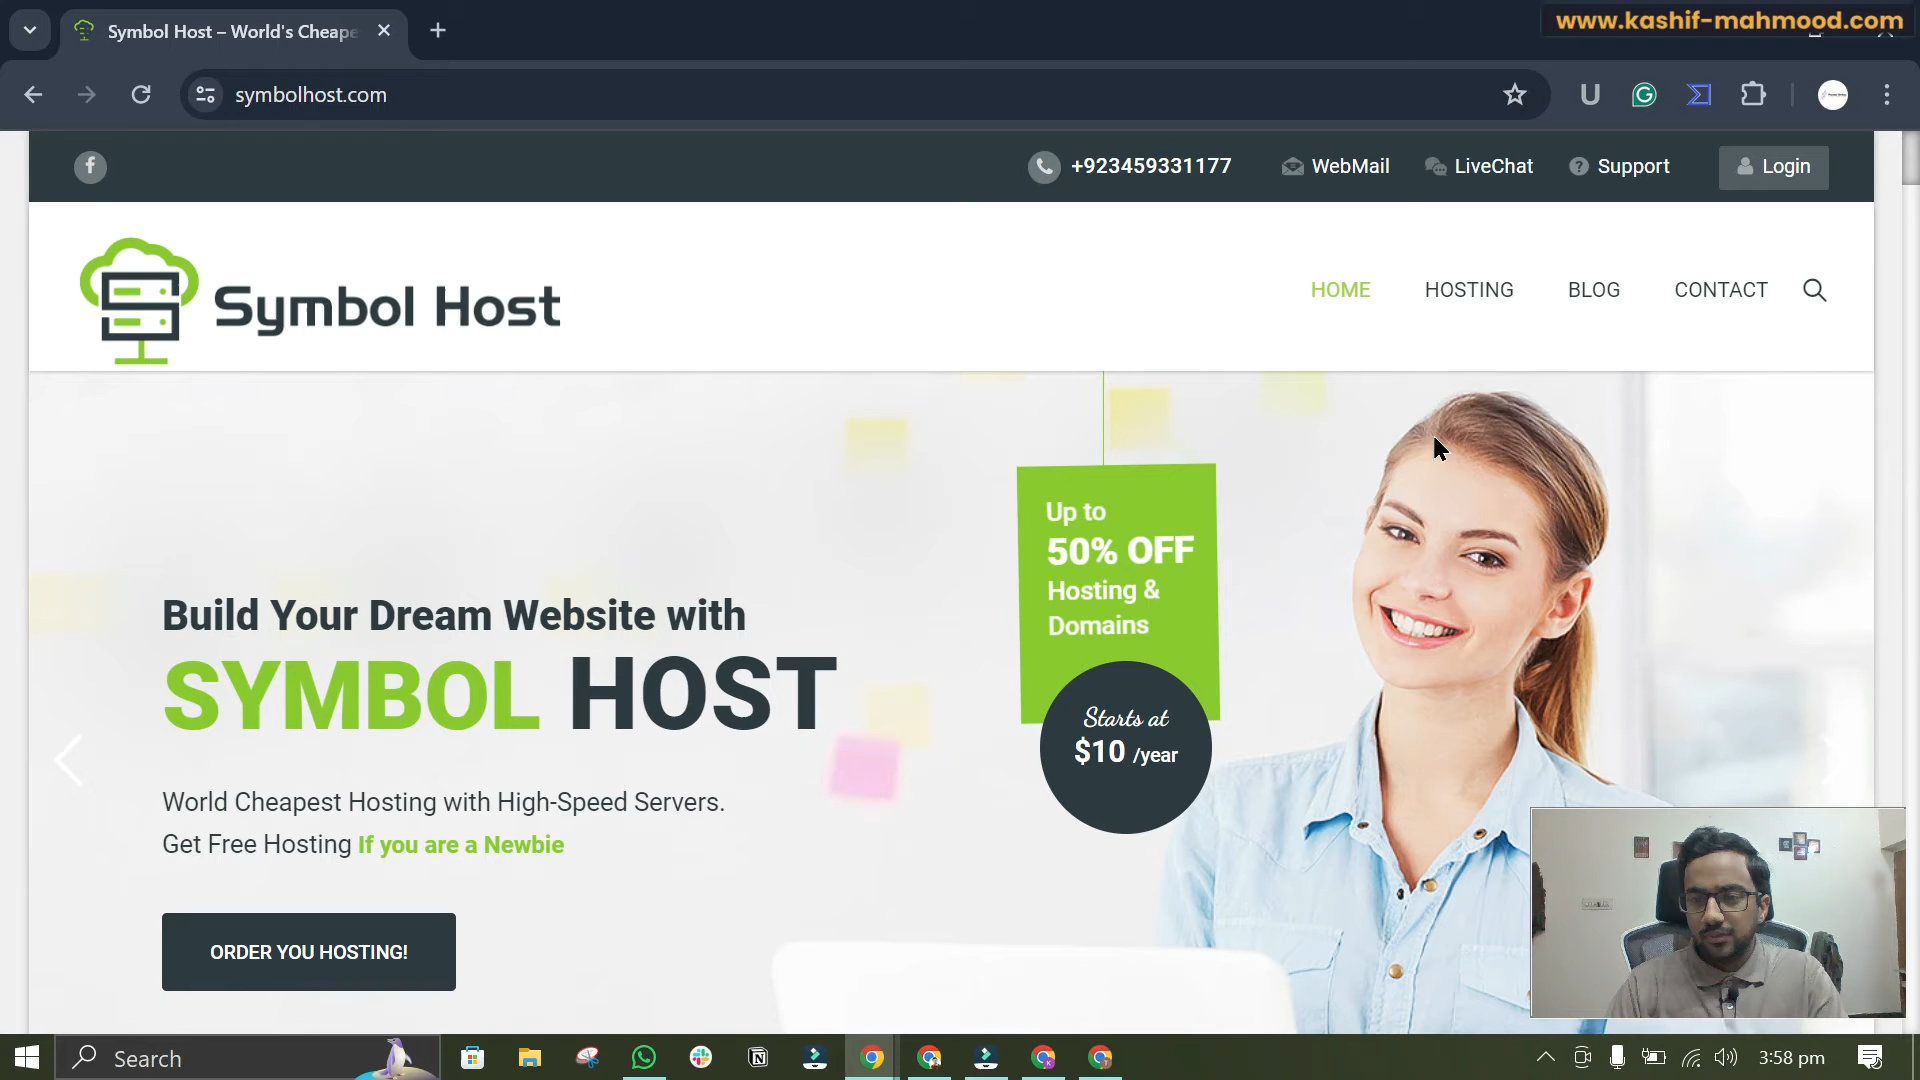 Symbol Host – World's Cheape
www.kashif-mahmood.com
symbolhost.com
+923459331177
WebMail
LiveChat
Support
Login
Symbol Host
HOME
HOSTING
BLOG
CONTACT
Up to
50% OFF
Hosting &
Domains
Starts at
$10 /year
Build Your Dream Website with
SYMBOL HOST
World Cheapest Hosting with High-Speed Servers.
Get Free Hosting If you are a Newbie
ORDER YOU HOSTING!
Search
3:58 pm